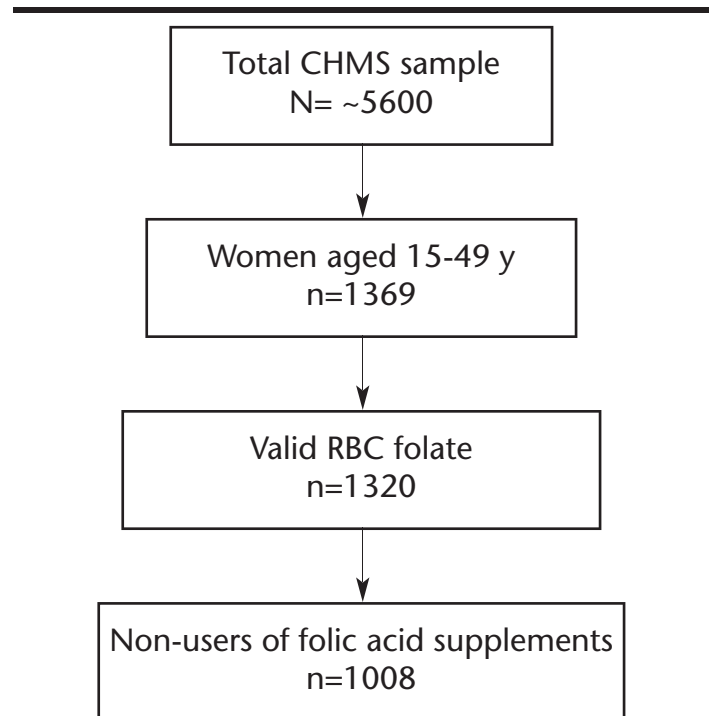 Total CHMS sample
N= ~5600
Women aged 15-49 y
n=1369
Valid RBC folate
n=1320
Non-users of folic acid supplements
n=1008